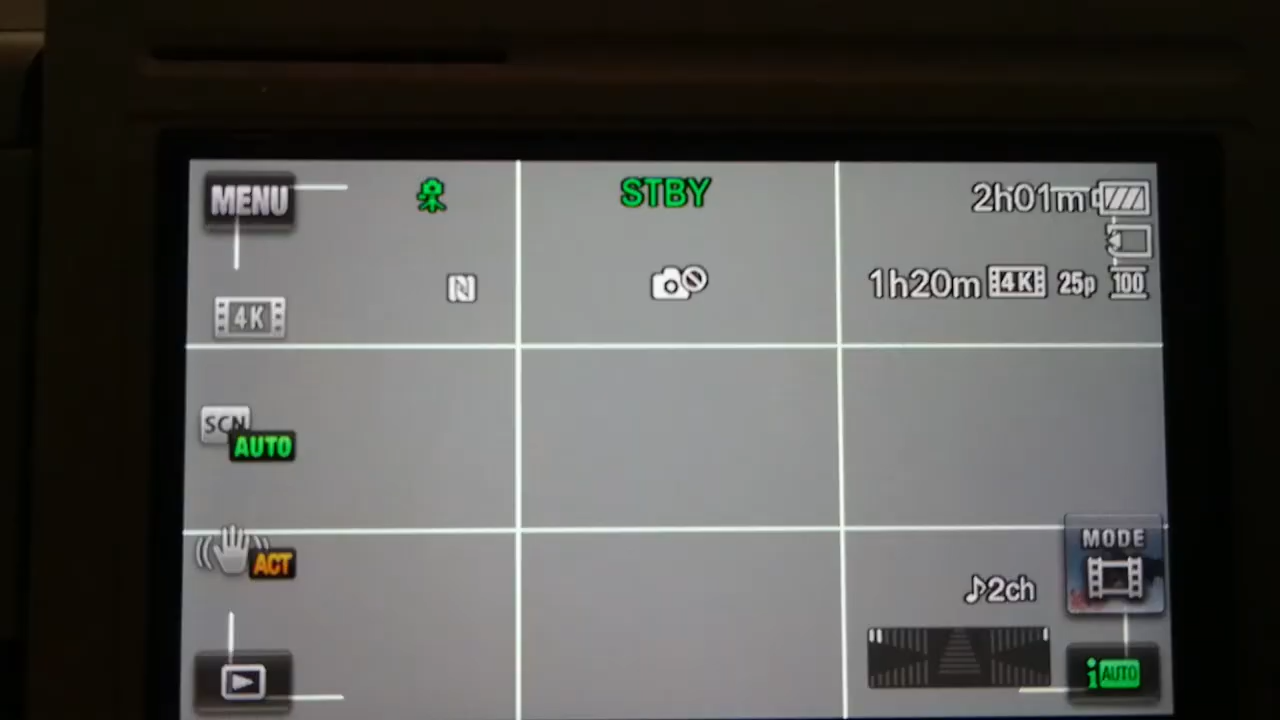 MENU
STBY
2h01m
1h20m 4K 25p 100
4K
SCN
AUTO
ACT
MODE
♪2ch
iAUTO